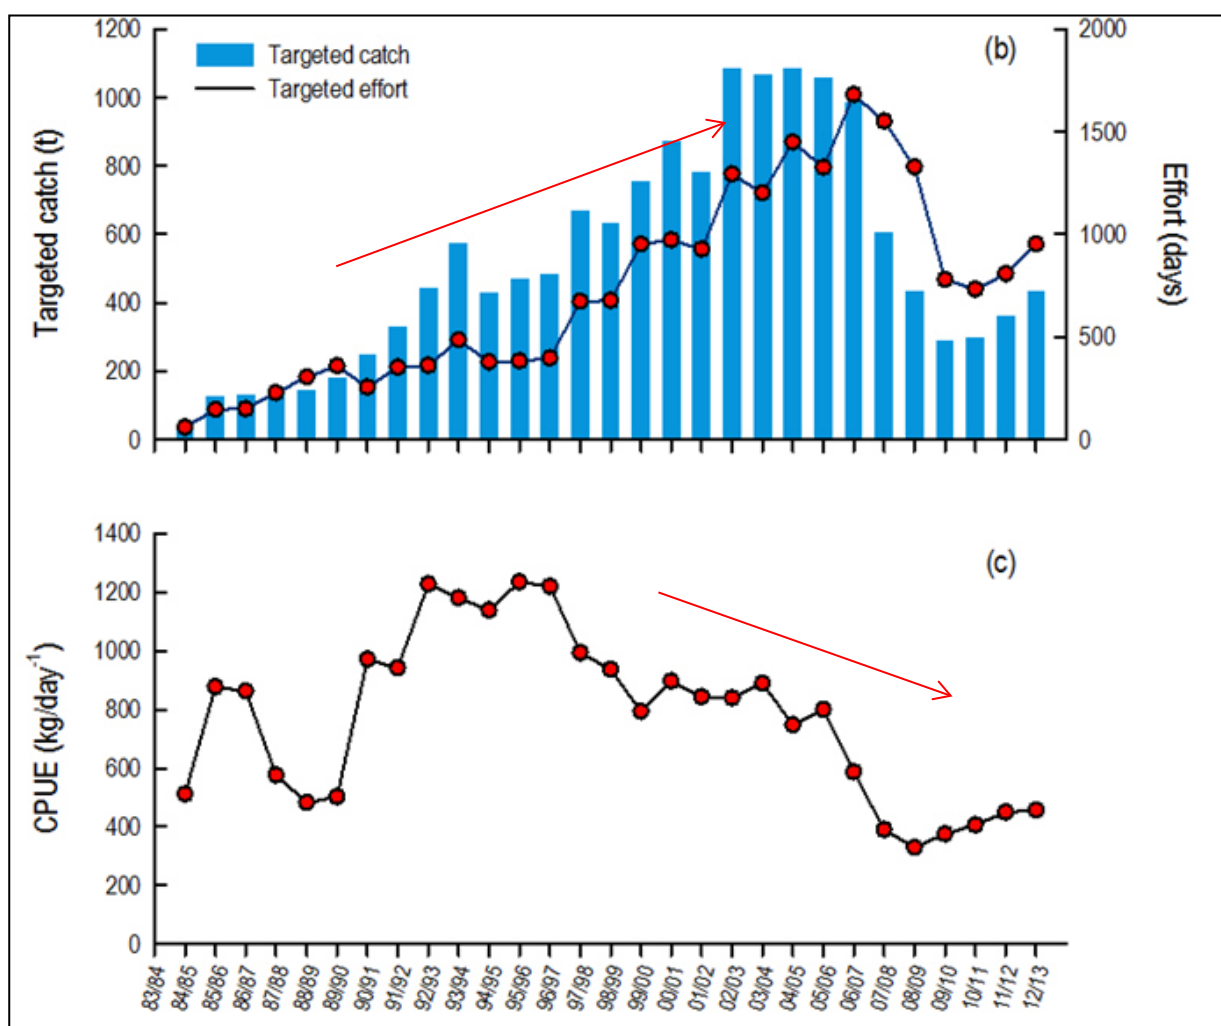 1200
1000
800
600
400
200
0
Targeted catch (t)
Targeted catch
Targeted effort
(b)
2000
1500
1000
500
0
Effort (days)
1400
1200
1000
800
600
400
200
0
CPUE (kg/day⁻¹)
(c)
83/84 84/85 85/86 86/87 87/88 88/89 89/90 90/91 91/92 92/93 93/94 94/95 95/96 96/97 97/98 98/99 99/00 00/01 01/02 02/03 03/04 04/05 05/06 06/07 07/08 08/09 09/10 10/11 11/12 12/13